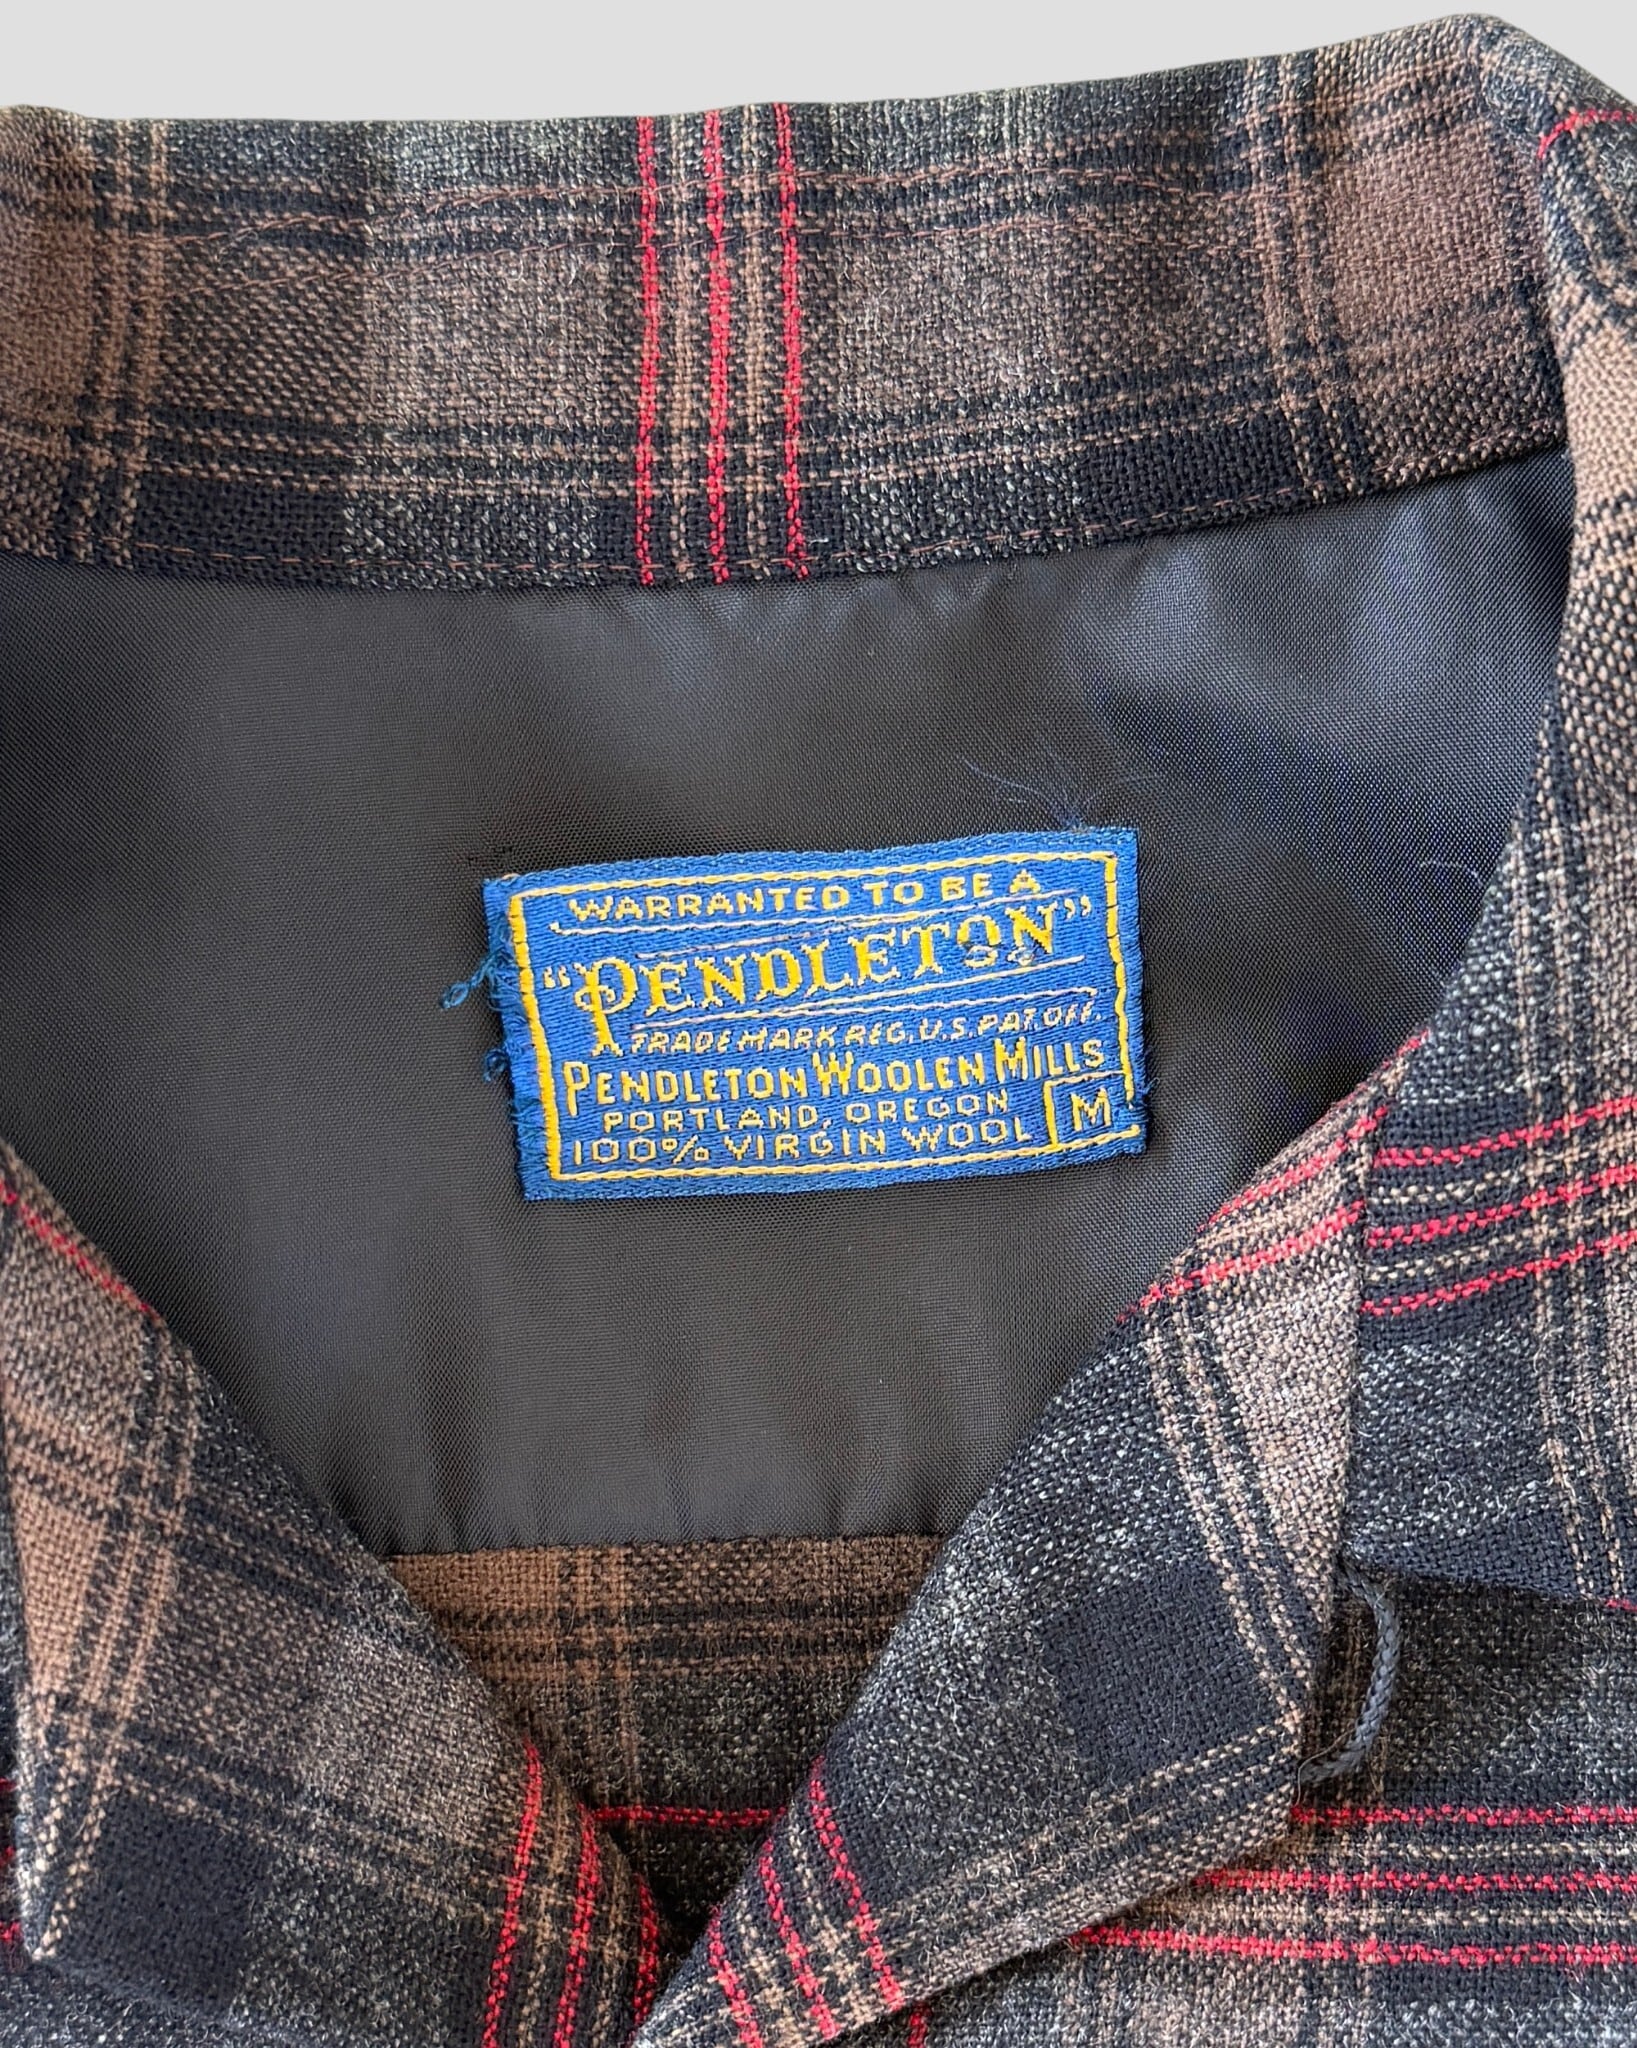 WARRANTED TO BE A
"PENDLETON"
TRADE MARK REG. U.S. PAT. OFF.
PENDLETON WOOLEN MILLS
PORTLAND, OREGON
100% VIRGIN WOOL M